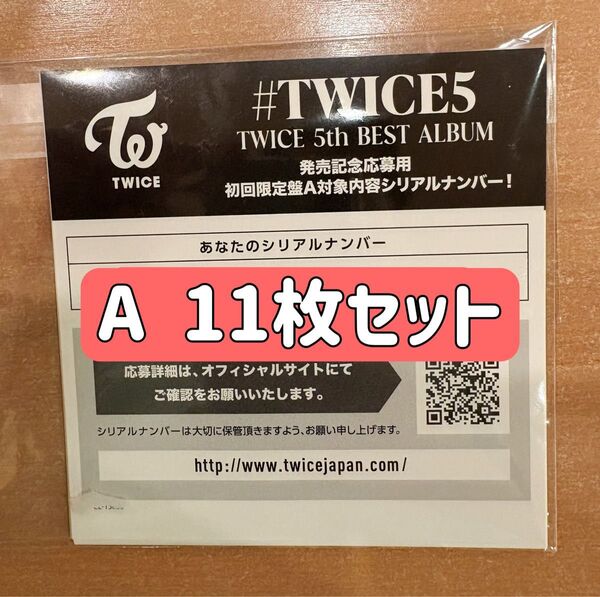 #TWICE5
TWICE 5th BEST ALBUM
TWICE
発売記念応募用
初回限定盤A対象内容シリアルナンバー!
あなたのシリアルナンバー
A 11枚セット
応募詳細は、オフィシャルサイトにて
ご確認をお願いいたします。
シリアルナンバーは大切に保管頂きますよう、お願い申し上げます。
http://www.twicejapan.com/